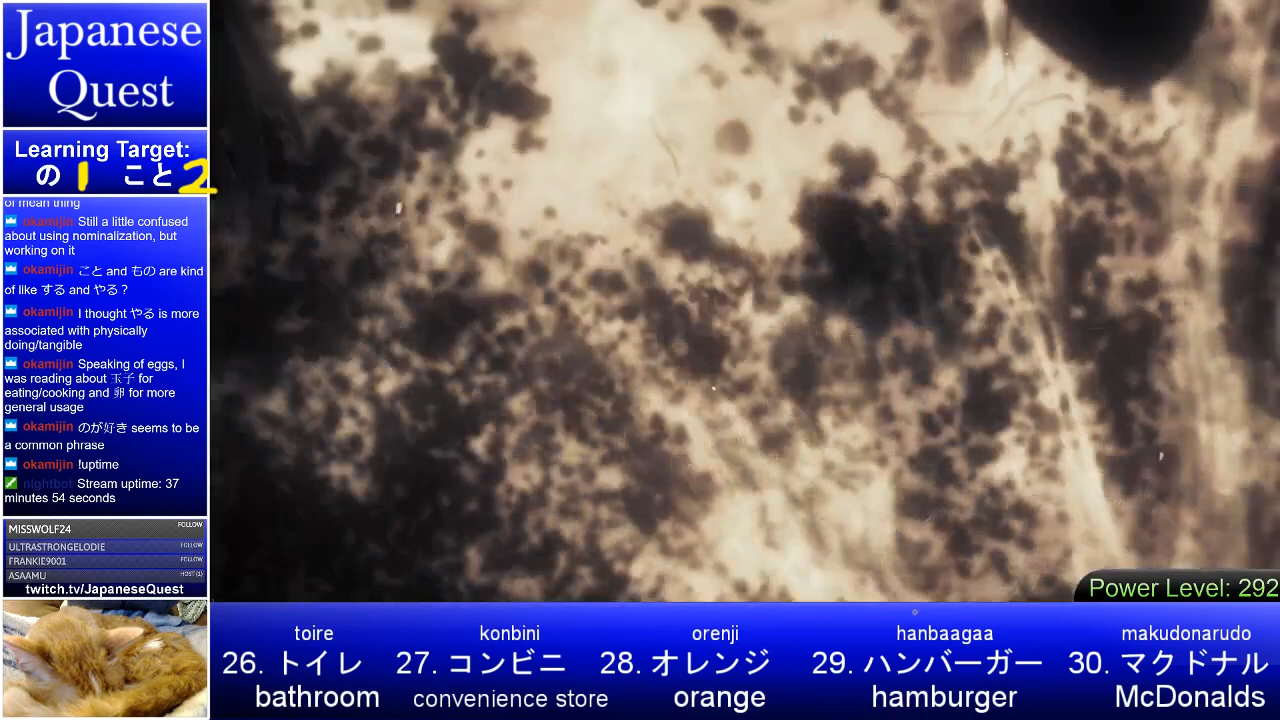 Japanese
Quest
Learning Target:
の 1 こと 2
of mean thing
okamijin Still a little confused
about using nominalization, but
working on it
okamijin こと and もの are kind
of like する and やる ?
okamijin I thought やる is more
associated with physically
doing/tangible
okamijin Speaking of eggs, I
was reading about 玉子 for
eating/cooking and 卵 for more
general usage
okamijin のが好き seems to be
a common phrase
okamijin !uptime
nightbot Stream uptime: 37
minutes 54 seconds
MISSWOLF24 FOLLOW
ULTRASTRONGELODIE FOLLOW
FRANKIE9001 FOLLOW
ASAAMU HOST (1)
twitch.tv/JapaneseQuest
Power Level: 292
toire konbini orenji hanbaagaa makudonarudo
26. トイレ 27. コンビニ 28. オレンジ 29. ハンバーガー 30. マクドナル
bathroom convenience store orange hamburger McDonalds